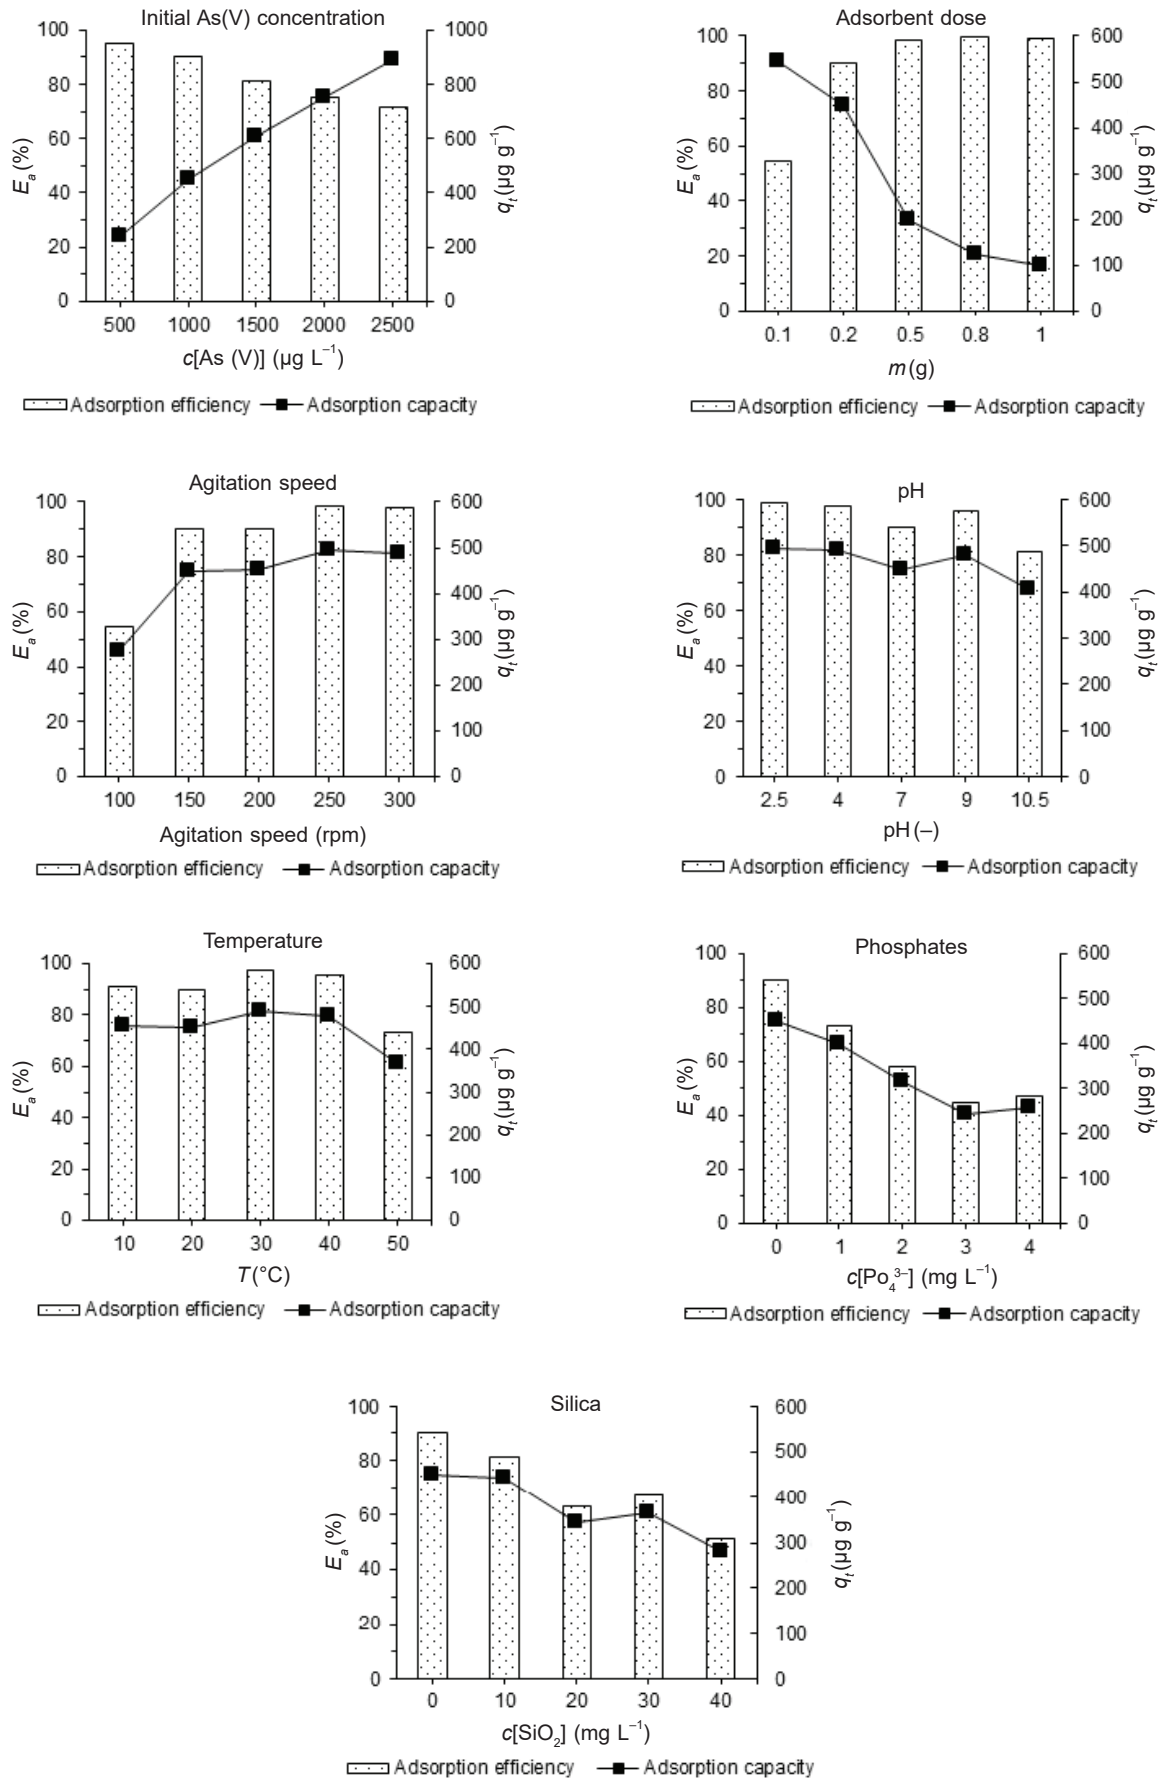 Initial As(V) concentration
100
80
60
40
20
0
Ea (%)
1000
800
600
400
200
0
qt (µg g–1)
500 1000 1500 2000 2500
c[As (V)] (µg L–1)
Adsorption efficiency Adsorption capacity
Adsorbent dose
100
80
60
40
20
0
Ea (%)
600
500
400
300
200
100
0
qt (µg g–1)
0.1 0.2 0.5 0.8 1
m (g)
Adsorption efficiency Adsorption capacity
Agitation speed
100
80
60
40
20
0
Ea (%)
600
500
400
300
200
100
0
qt (µg g–1)
100 150 200 250 300
Agitation speed (rpm)
Adsorption efficiency Adsorption capacity
pH
100
80
60
40
20
0
Ea (%)
600
500
400
300
200
100
0
qt (µg g–1)
2.5 4 7 9 10.5
pH (–)
Adsorption efficiency Adsorption capacity
Temperature
100
80
60
40
20
0
Ea (%)
600
500
400
300
200
100
0
qt (µg g–1)
10 20 30 40 50
T (°C)
Adsorption efficiency Adsorption capacity
Phosphates
100
80
60
40
20
0
Ea (%)
600
500
400
300
200
100
0
qt (µg g–1)
0 1 2 3 4
c[Po4 3–] (mg L–1)
Adsorption efficiency Adsorption capacity
Silica
100
80
60
40
20
0
Ea (%)
600
500
400
300
200
100
0
qt (µg g–1)
0 10 20 30 40
c[SiO2] (mg L–1)
Adsorption efficiency Adsorption capacity